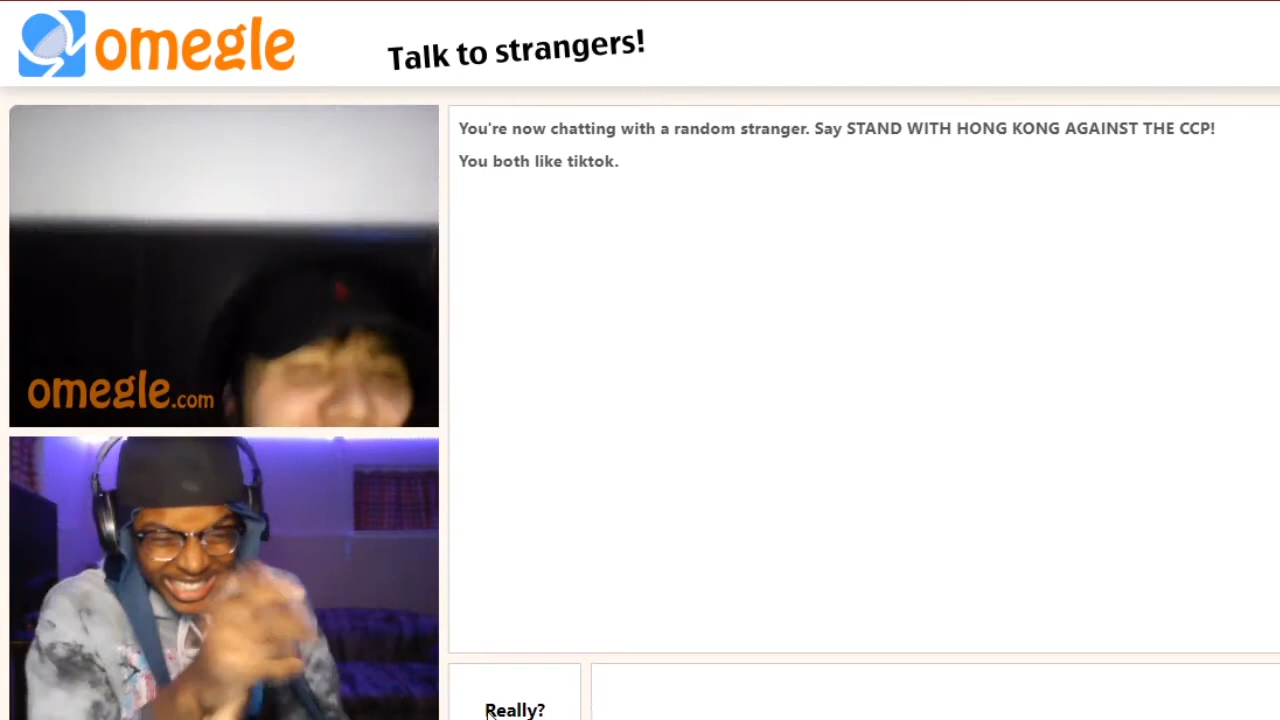 omegle
Talk to strangers!
You're now chatting with a random stranger. Say STAND WITH HONG KONG AGAINST THE CCP!
You both like tiktok.
omegle.com
Really?